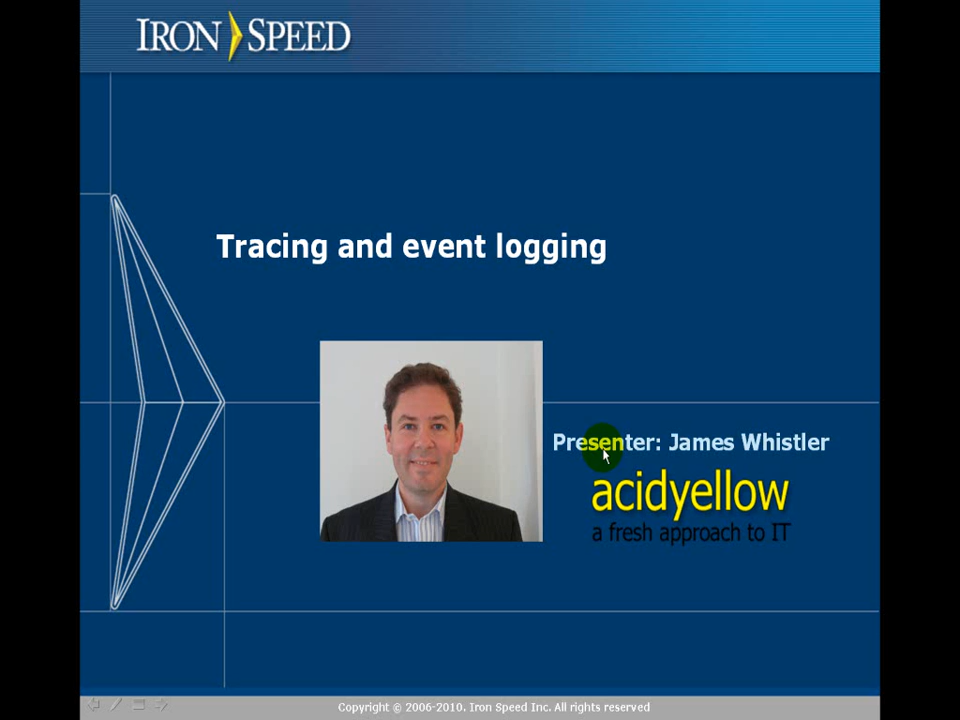 IRON SPEED
Tracing and event logging
Presenter: James Whistler
acidyellow
a fresh approach to IT
Copyright © 2006-2010. Iron Speed Inc. All rights reserved